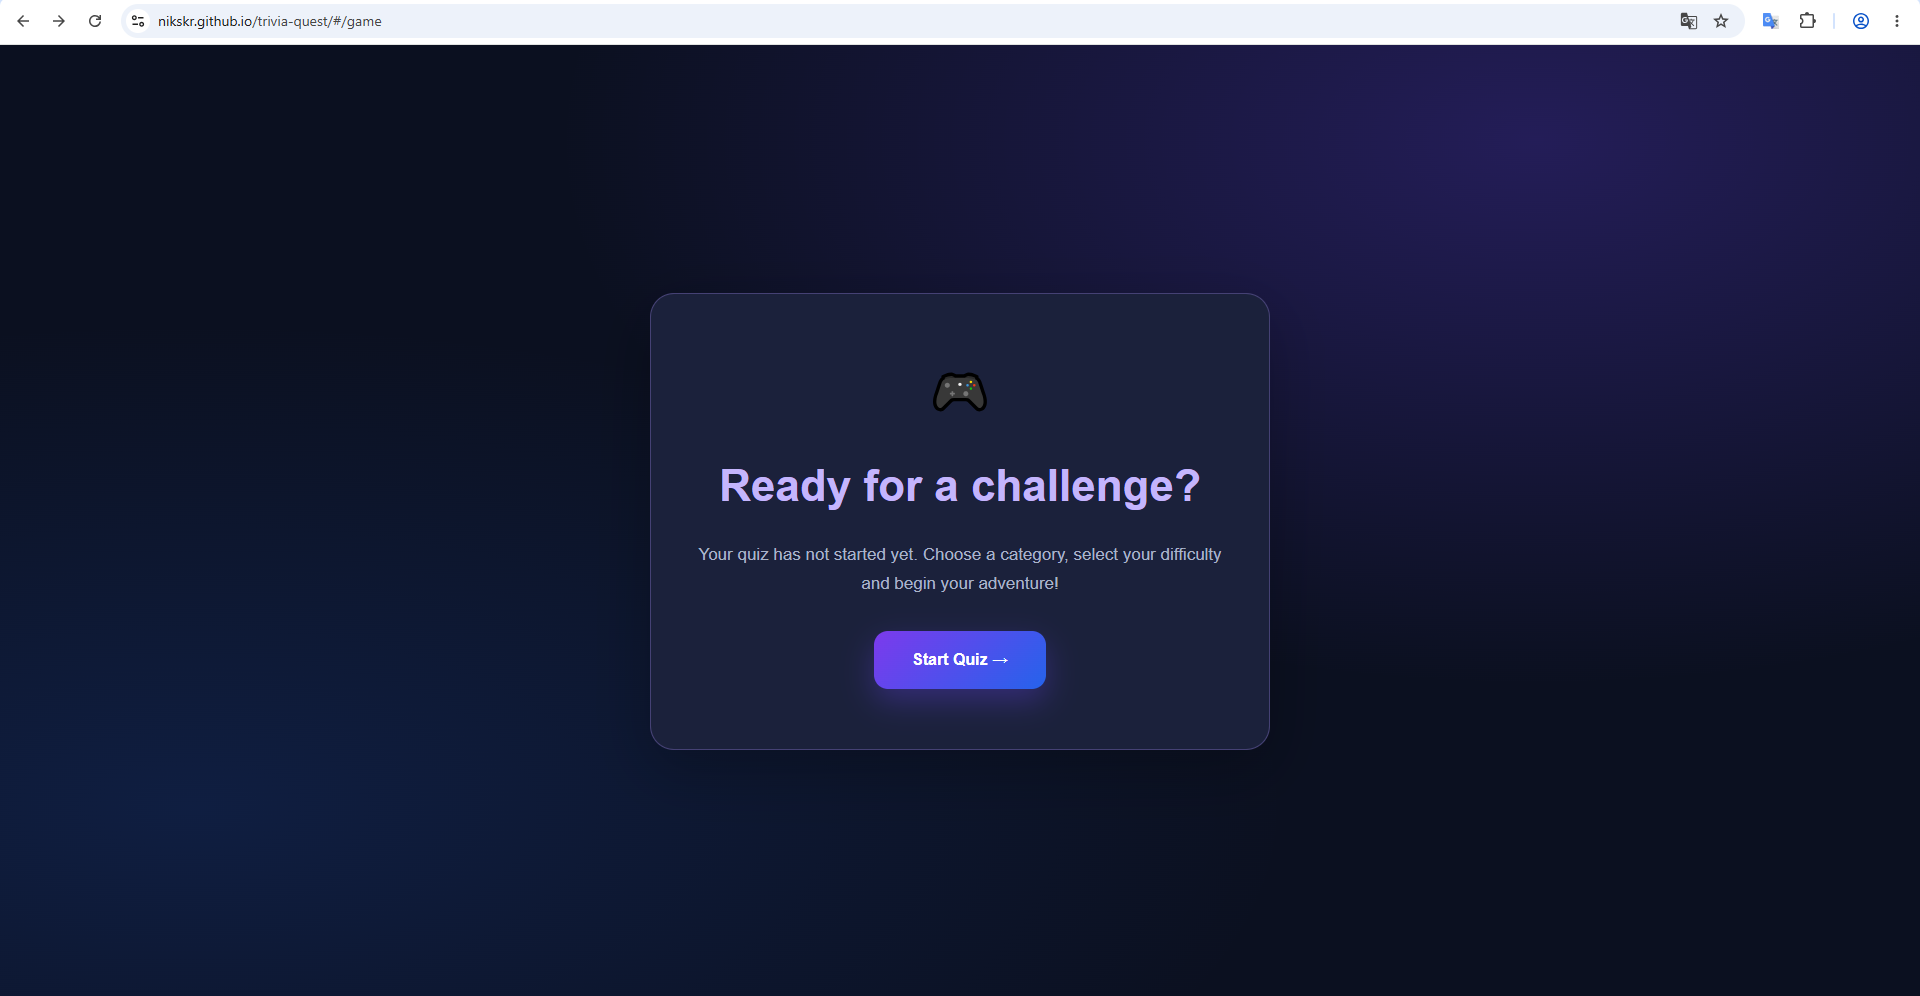 nikskr.github.io/trivia-quest/#/game
Ready for a challenge?
Your quiz has not started yet. Choose a category, select your difficulty
and begin your adventure!
Start Quiz →